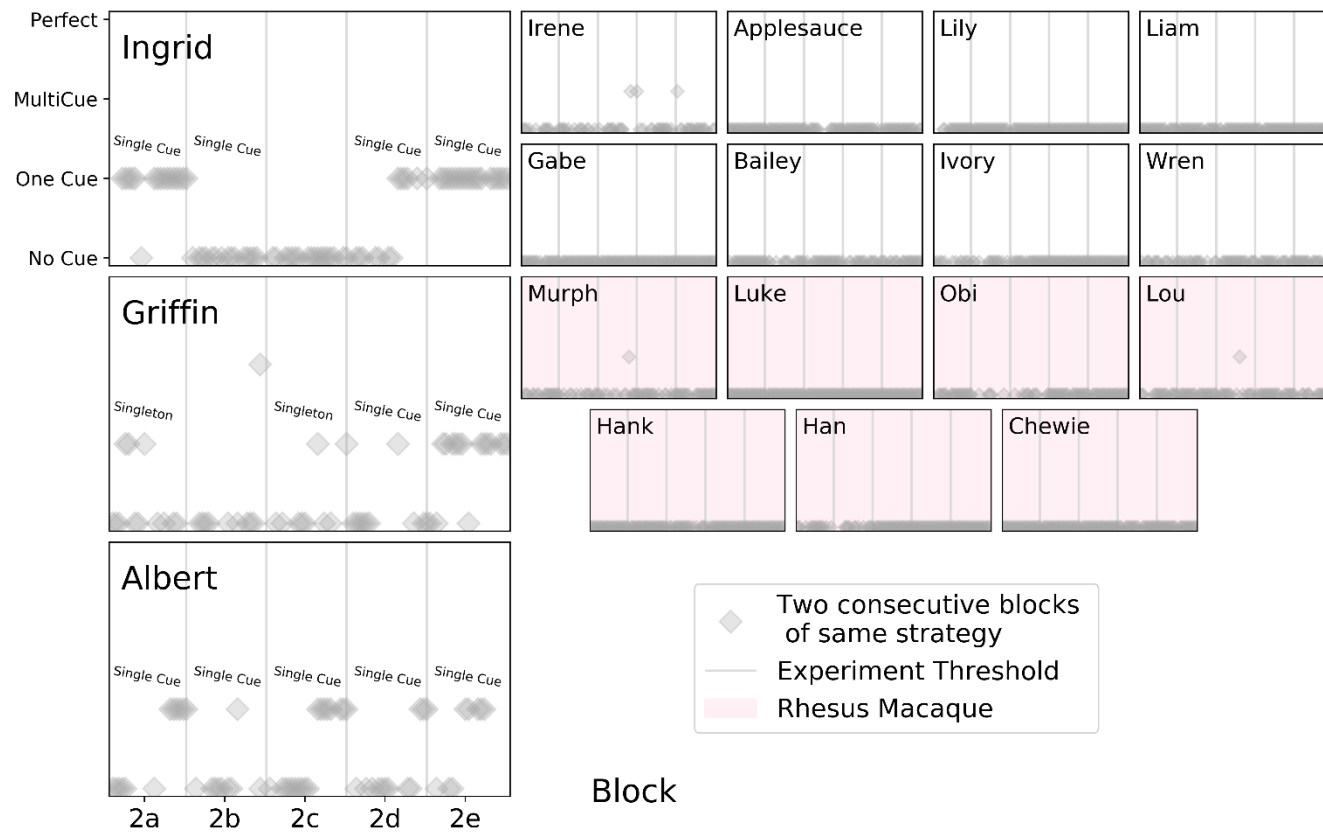 Perfect
MultiCue
One Cue
No Cue
Ingrid
Single Cue
Single Cue
Single Cue
Single Cue
Irene
Applesauce
Lily
Liam
Gabe
Bailey
Ivory
Wren
Griffin
Singleton
Singleton
Single Cue
Single Cue
Murph
Luke
Obi
Lou
Hank
Han
Chewie
Albert
Single Cue
Single Cue
Single Cue
Single Cue
Single Cue
2a
2b
2c
2d
2e
Two consecutive blocks
of same strategy
Experiment Threshold
Rhesus Macaque
Block